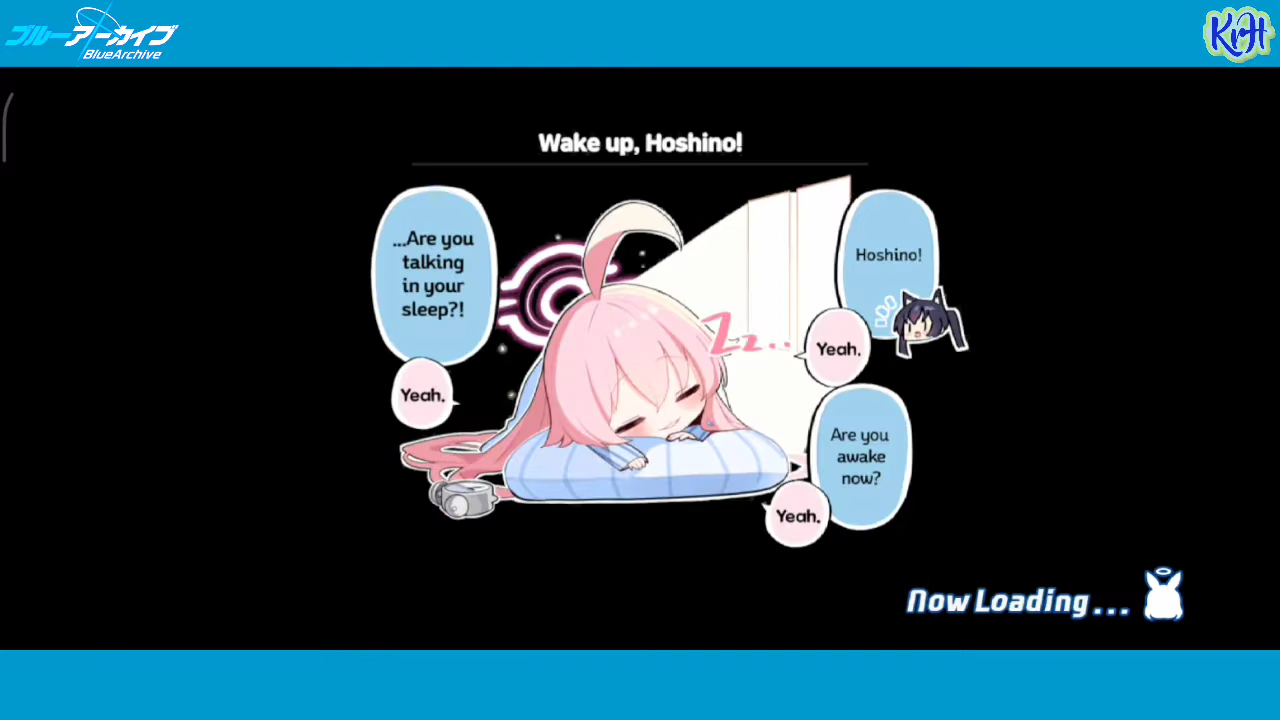 ブルーアーカイブ
BlueArchive
KrH
Wake up, Hoshino!
Hoshino!
Yeah.
Are you
awake
now?
Yeah.
...Are you
talking
in your
sleep?!
Yeah.
Zz..
Now Loading...